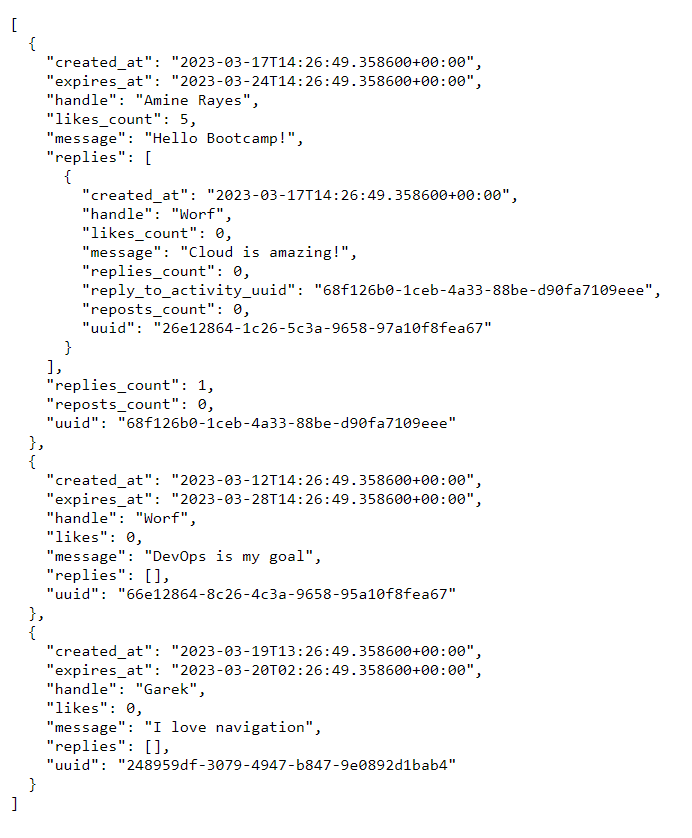 [
  {
    "created_at": "2023-03-17T14:26:49.358600+00:00",
    "expires_at": "2023-03-24T14:26:49.358600+00:00",
    "handle": "Amine Rayes",
    "likes_count": 5,
    "message": "Hello Bootcamp!",
    "replies": [
      {
        "created_at": "2023-03-17T14:26:49.358600+00:00",
        "handle": "Worf",
        "likes_count": 0,
        "message": "Cloud is amazing!",
        "replies_count": 0,
        "reply_to_activity_uuid": "68f126b0-1ceb-4a33-88be-d90fa7109eee",
        "reposts_count": 0,
        "uuid": "26e12864-1c26-5c3a-9658-97a10f8fea67"
      }
    ],
    "replies_count": 1,
    "reposts_count": 0,
    "uuid": "68f126b0-1ceb-4a33-88be-d90fa7109eee"
  },
  {
    "created_at": "2023-03-12T14:26:49.358600+00:00",
    "expires_at": "2023-03-28T14:26:49.358600+00:00",
    "handle": "Worf",
    "likes": 0,
    "message": "DevOps is my goal",
    "replies": [],
    "uuid": "66e12864-8c26-4c3a-9658-95a10f8fea67"
  },
  {
    "created_at": "2023-03-19T13:26:49.358600+00:00",
    "expires_at": "2023-03-20T02:26:49.358600+00:00",
    "handle": "Garek",
    "likes": 0,
    "message": "I love navigation",
    "replies": [],
    "uuid": "248959df-3079-4947-b847-9e0892d1bab4"
  }
]